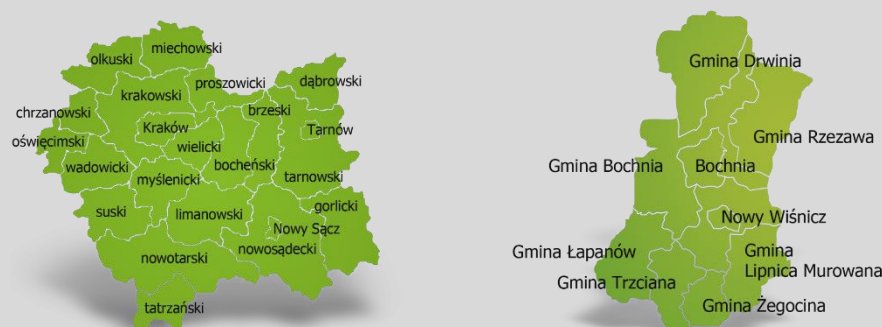 olkuski
miechowski
krakowski
proszowicki
dąbrowski
chrzanowski
brzeski
Kraków
Tarnów
oświęcimski
wielicki
wadowicki
bocheński
myślenicki
tarnowski
suski
limanowski
gorlicki
Nowy Sącz
nowosądecki
nowotarski
tatrzański
Gmina Drwinia
Gmina Rzezawa
Gmina Bochnia
Bochnia
Nowy Wiśnicz
Gmina Łapanów
Gmina
Lipnica Murowana
Gmina Trzciana
Gmina Żegocina